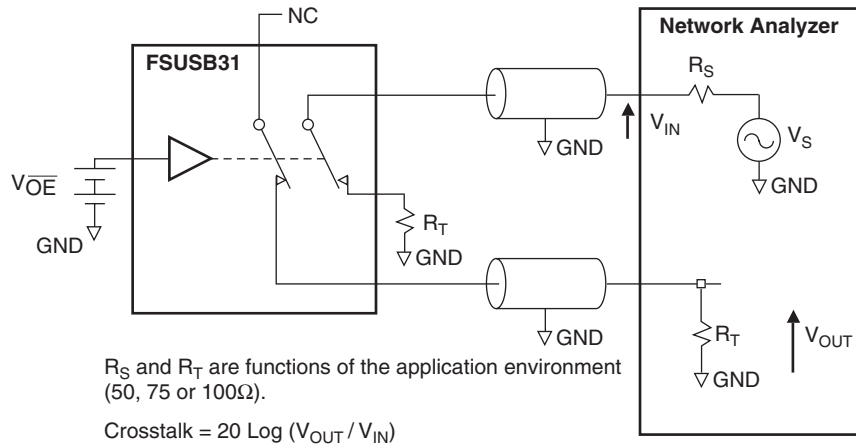 NC
Network Analyzer
FSUSB31
R_S
V_IN
V_S
GND
GND
V_OE̅
R_T
GND
GND
R_T
V_OUT
GND
GND
R_S and R_T are functions of the application environment
(50, 75 or 100Ω).
Crosstalk = 20 Log (V_OUT / V_IN)